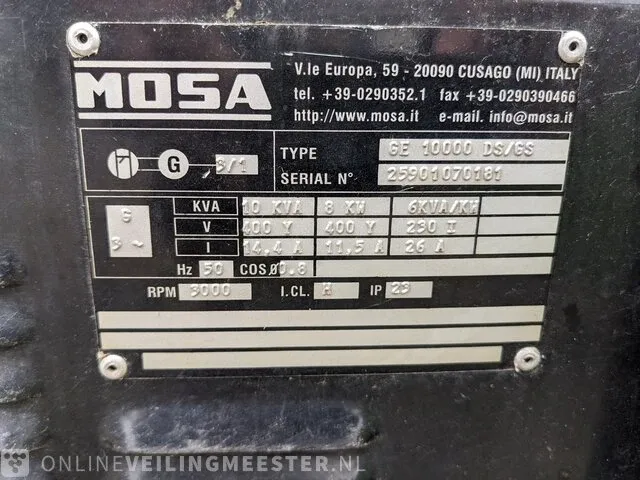 MOSA
V.le Europa, 59 - 20090 CUSAGO (MI) ITALY
tel. +39-0290352.1 fax +39-0290390466
http://www.mosa.it e-mail. info@mosa.it
G 3/1
TYPE GE 10000 DS/GS
SERIAL N°. 25901070181
G
3 ~
KVA 10 KVA 8 KW 6KVA/KW
V 400 Y 400 Y 230 I
I 14,4 A 11,5 A 26 A
Hz 50 COSØ 0.8
RPM 3000 I.CL. H IP 23
ONLINEVEILINGMEESTER.NL